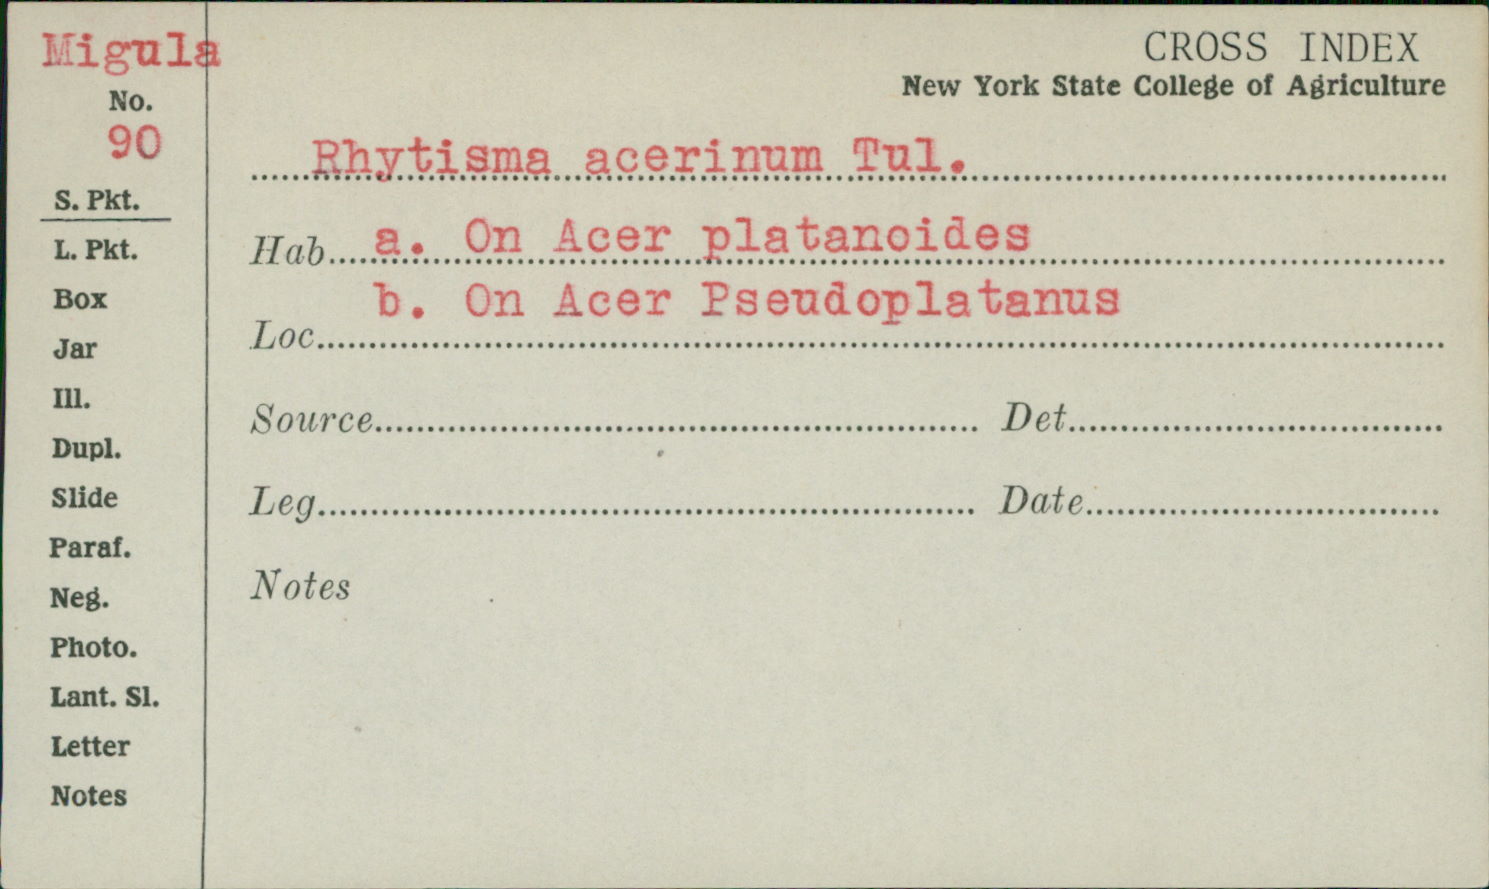 Migula
No.
90
S. Pkt.
L. Pkt.
Box
Jar
Ill.
Dupl.
Slide
Paraf.
Neg.
Photo.
Lant. Sl.
Letter
Notes
CROSS INDEX
New York State College of Agriculture
Rhytisma acerinum Tul.
Hab a. On Acer platanoides
b. On Acer Pseudoplatanus
Loc
Source Det
Leg Date
Notes